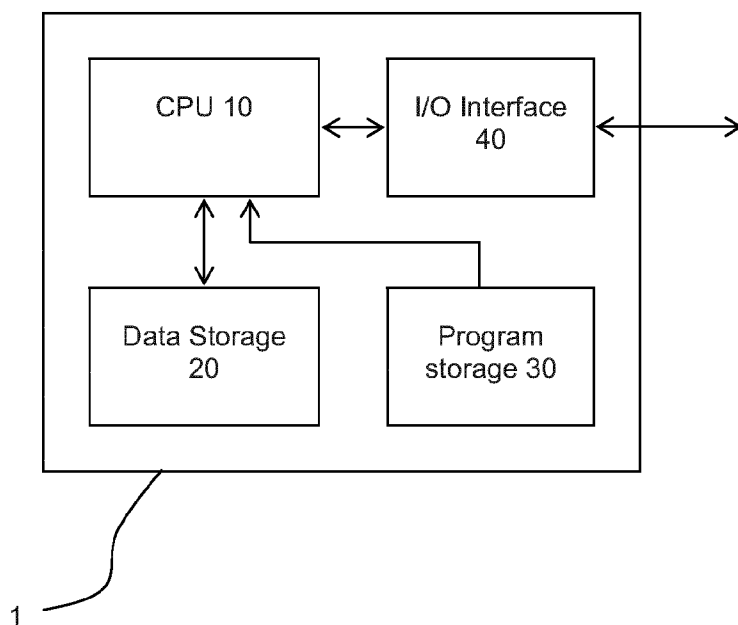 CPU 10
I/O Interface
40
Data Storage
20
Program
storage 30
1